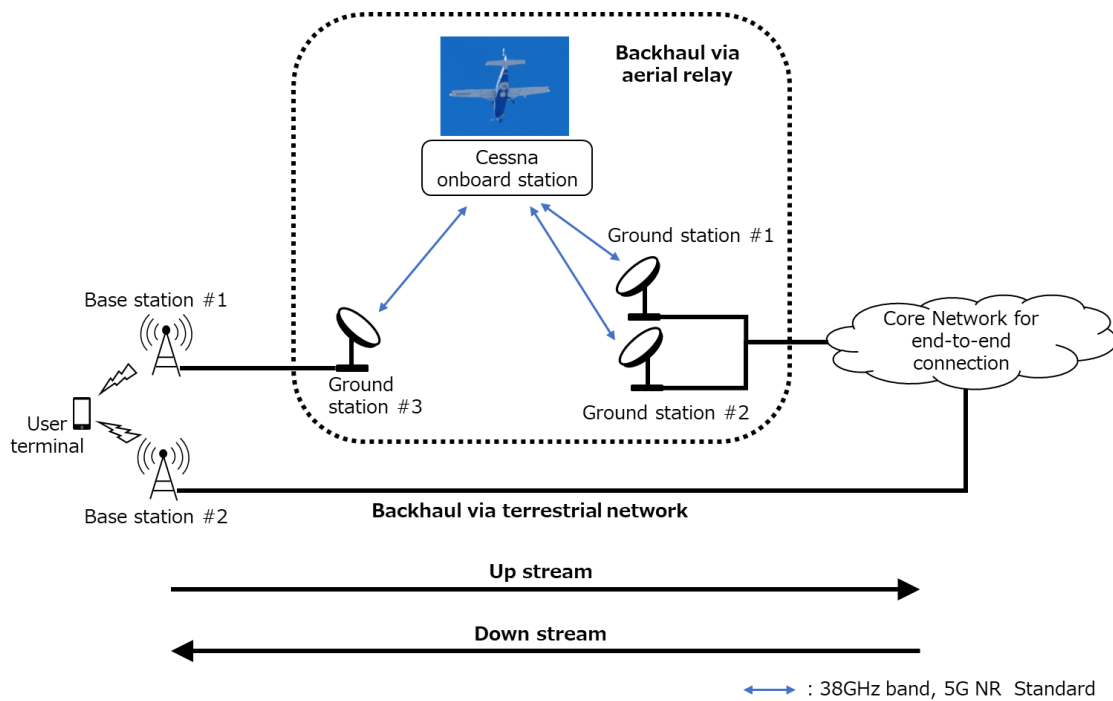 Backhaul via
aerial relay
Cessna
onboard station
Ground station #1
Base station #1
Core Network for
end-to-end
connection
Ground
station #3
Ground station #2
User
terminal
Base station #2
Backhaul via terrestrial network
Up stream
Down stream
: 38GHz band, 5G NR Standard